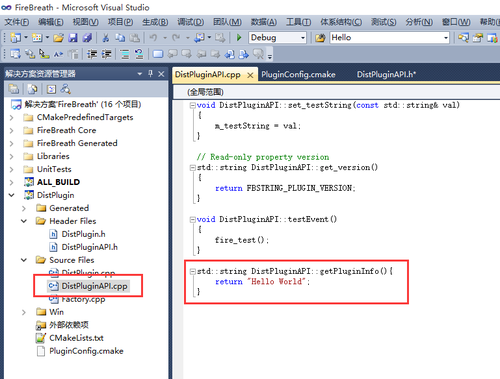 FireBreath - Microsoft Visual Studio
文件(F) 编辑(E) 视图(V) 项目(P) 生成(B) 调试(D) 团队(M) 数据(A) 工具(T) 体系结构(C) 测试(S) 分析(N) 窗口(W) 帮助(H)
Debug Hello
解决方案资源管理器
DistPluginAPI.cpp PluginConfig.cmake DistPluginAPI.h*
(全局范围)
解决方案'FireBreath' (16 个项目)
CMakePredefinedTargets
FireBreath Core
FireBreath Generated
Libraries
UnitTests
ALL_BUILD
DistPlugin
Generated
Header Files
DistPlugin.h
DistPluginAPI.h
Source Files
DistPlugin.cpp
DistPluginAPI.cpp
Factory.cpp
Win
外部依赖项
CMakeLists.txt
PluginConfig.cmake
void DistPluginAPI::set_testString(const std::string& val)
{
m_testString = val;
}
// Read-only property version
std::string DistPluginAPI::get_version()
{
return FBSTRING_PLUGIN_VERSION;
}
void DistPluginAPI::testEvent()
{
fire_test();
}
std::string DistPluginAPI::getPluginInfo(){
return "Hello World";
}